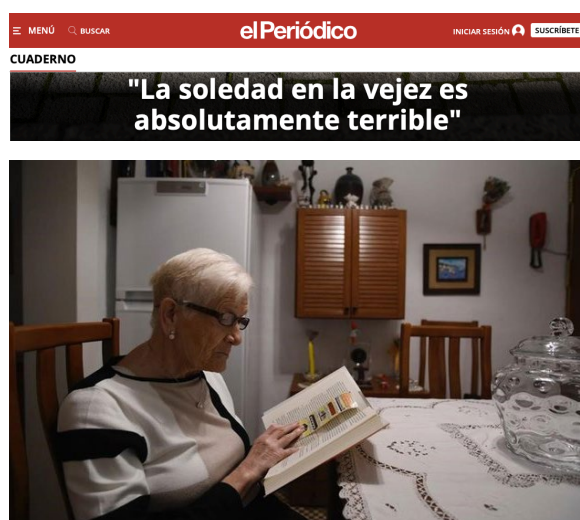 MENÚ BUSCAR elPeriódico INICIAR SESIÓN SUSCRÍBETE
CUADERNO
"La soledad en la vejez es
absolutamente terrible"